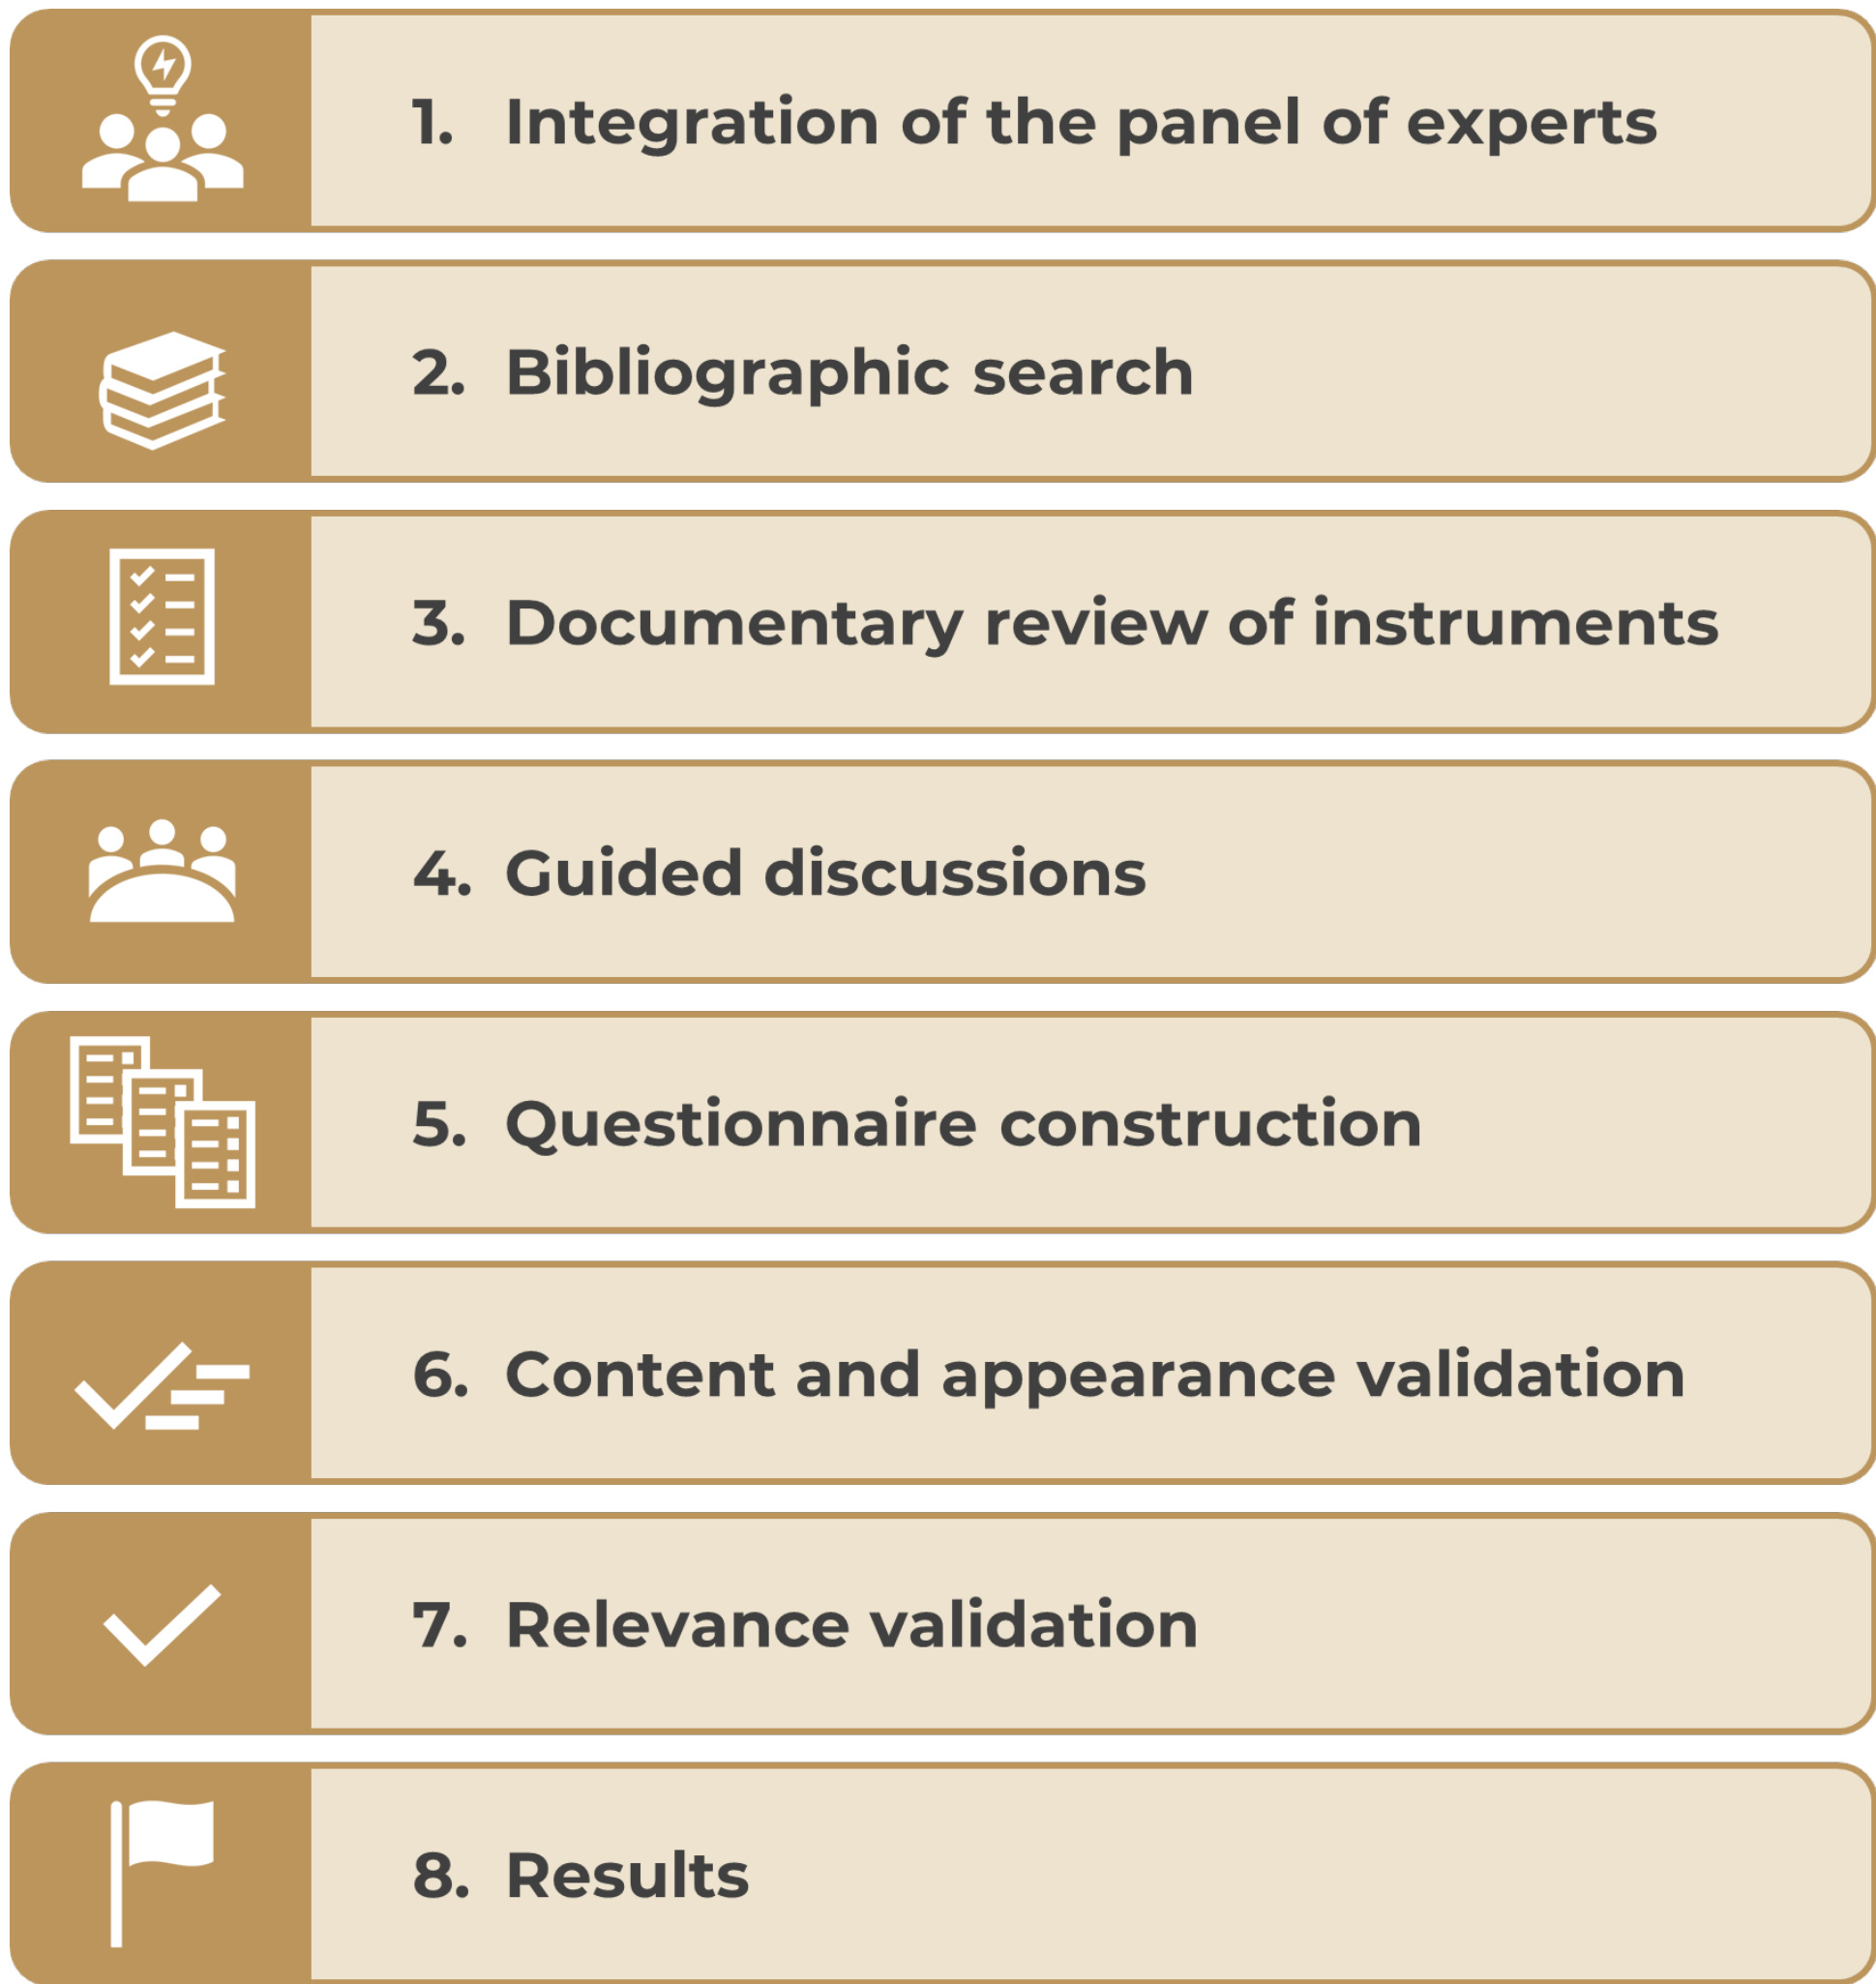 1. Integration of the panel of experts
2. Bibliographic search
3. Documentary review of instruments
4. Guided discussions
5. Questionnaire construction
6. Content and appearance validation
7. Relevance validation
8. Results